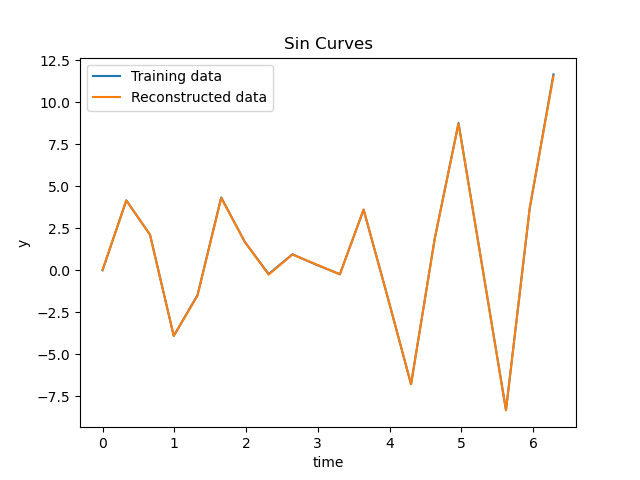 Sin Curves
Training data
Reconstructed data
12.5
10.0
7.5
5.0
2.5
0.0
−2.5
−5.0
−7.5
y
0 1 2 3 4 5 6
time